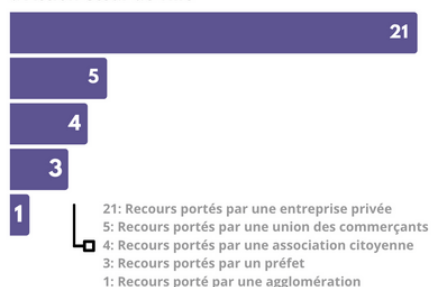 21
5
4
3
1
21: Recours portés par une entreprise privée
5: Recours portés par une union des commerçants
4: Recours portés par une association citoyenne
3: Recours portés par un préfet
1: Recours porté par une agglomération